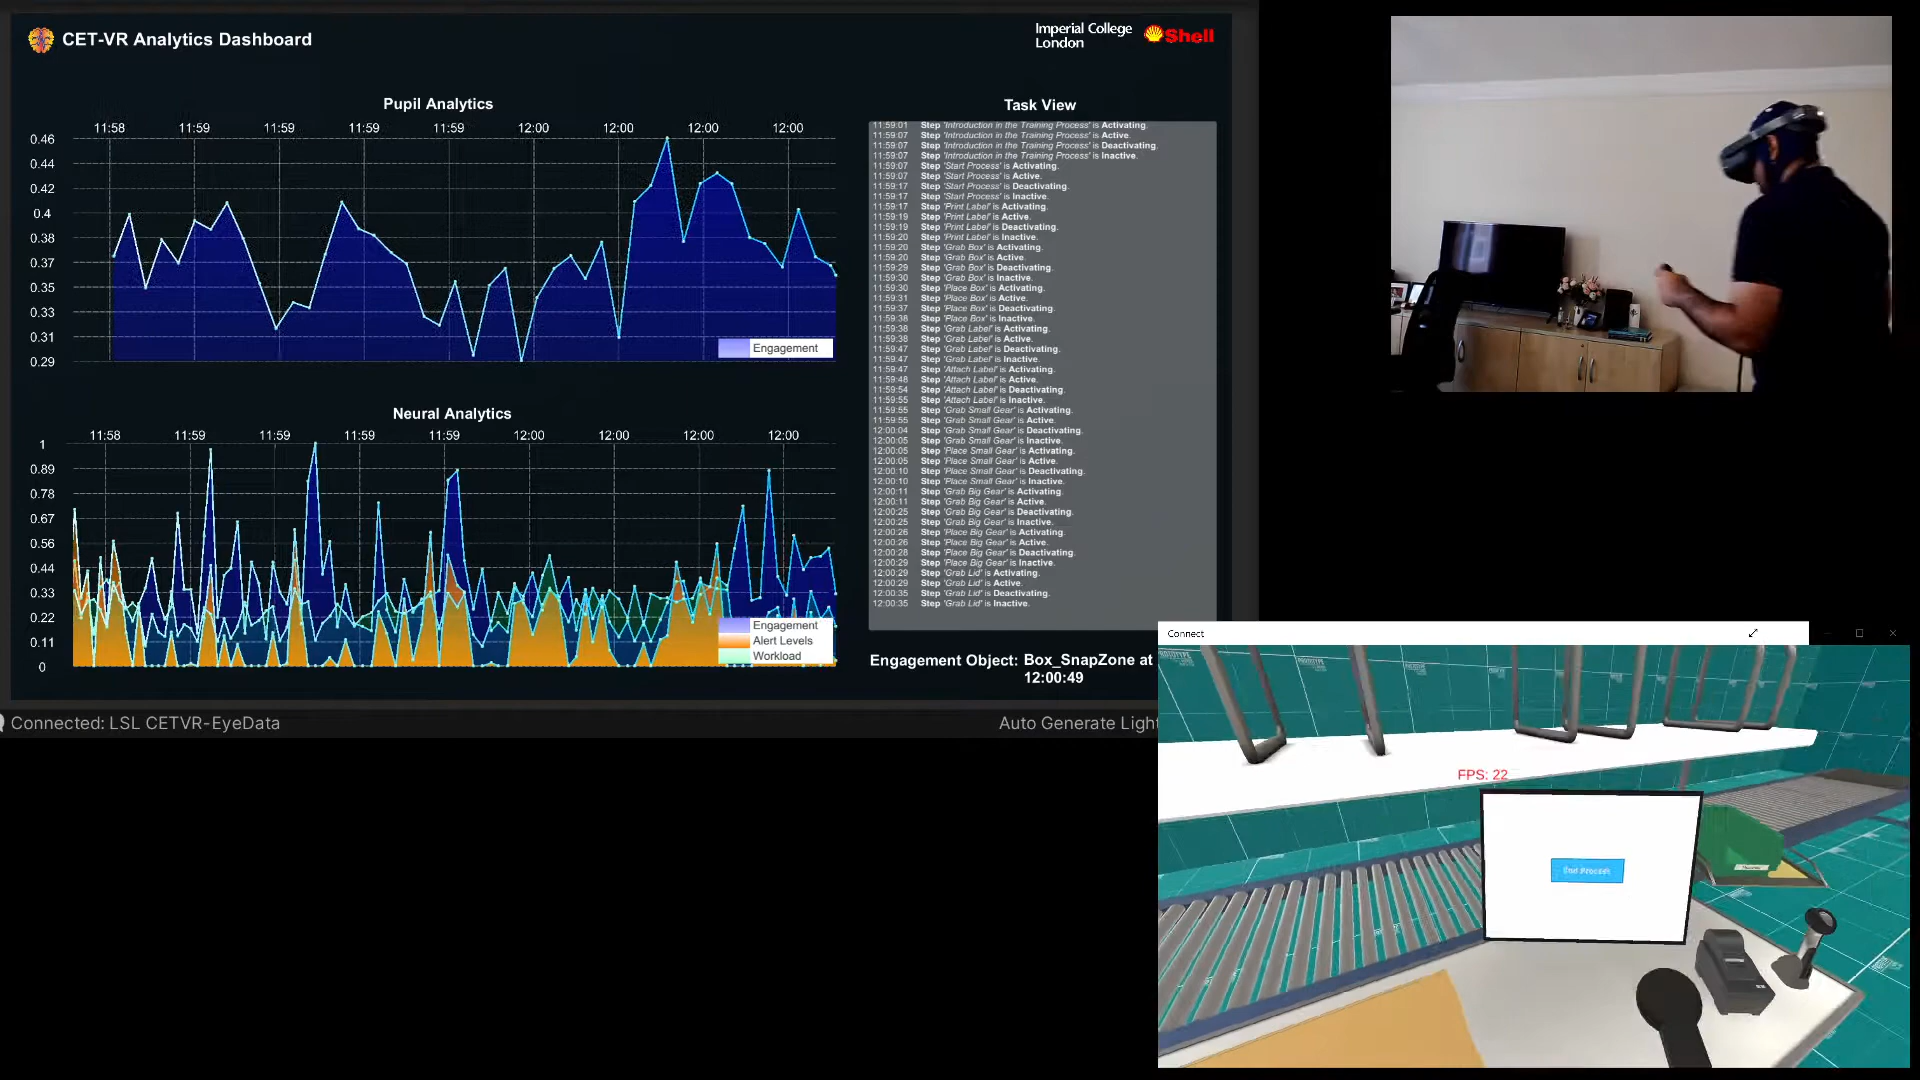 CET-VR Analytics Dashboard
Imperial College
London
Shell
Pupil Analytics
11:58 11:59 11:59 11:59 11:59 12:00 12:00 12:00 12:00
0.46
0.44
0.42
0.4
0.38
0.37
0.35
0.33
0.31
0.29
Engagement
Neural Analytics
11:58 11:59 11:59 11:59 11:59 12:00 12:00 12:00 12:00
1
0.89
0.78
0.67
0.56
0.44
0.33
0.22
0.11
0
Engagement
Alert Levels
Workload
Task View
11:59:01 Step 'Introduction in the Training Process' is Activating.
11:59:07 Step 'Introduction in the Training Process' is Active.
11:59:07 Step 'Introduction in the Training Process' is Deactivating.
11:59:07 Step 'Introduction in the Training Process' is Inactive.
11:59:07 Step 'Start Process' is Activating.
11:59:07 Step 'Start Process' is Active.
11:59:17 Step 'Start Process' is Deactivating.
11:59:17 Step 'Start Process' is Inactive.
11:59:17 Step 'Print Label' is Activating.
11:59:19 Step 'Print Label' is Active.
11:59:19 Step 'Print Label' is Deactivating.
11:59:20 Step 'Print Label' is Inactive.
11:59:20 Step 'Grab Box' is Activating.
11:59:20 Step 'Grab Box' is Active.
11:59:29 Step 'Grab Box' is Deactivating.
11:59:30 Step 'Grab Box' is Inactive.
11:59:30 Step 'Place Box' is Activating.
11:59:31 Step 'Place Box' is Active.
11:59:37 Step 'Place Box' is Deactivating.
11:59:38 Step 'Place Box' is Inactive.
11:59:38 Step 'Grab Label' is Activating.
11:59:38 Step 'Grab Label' is Active.
11:59:47 Step 'Grab Label' is Deactivating.
11:59:47 Step 'Grab Label' is Inactive.
11:59:47 Step 'Attach Label' is Activating.
11:59:48 Step 'Attach Label' is Active.
11:59:54 Step 'Attach Label' is Deactivating.
11:59:55 Step 'Attach Label' is Inactive.
11:59:55 Step 'Grab Small Gear' is Activating.
11:59:55 Step 'Grab Small Gear' is Active.
12:00:04 Step 'Grab Small Gear' is Deactivating.
12:00:05 Step 'Grab Small Gear' is Inactive.
12:00:05 Step 'Place Small Gear' is Activating.
12:00:05 Step 'Place Small Gear' is Active.
12:00:10 Step 'Place Small Gear' is Deactivating.
12:00:10 Step 'Place Small Gear' is Inactive.
12:00:11 Step 'Grab Big Gear' is Activating.
12:00:11 Step 'Grab Big Gear' is Active.
12:00:25 Step 'Grab Big Gear' is Deactivating.
12:00:25 Step 'Grab Big Gear' is Inactive.
12:00:26 Step 'Place Big Gear' is Activating.
12:00:26 Step 'Place Big Gear' is Active.
12:00:28 Step 'Place Big Gear' is Deactivating.
12:00:29 Step 'Place Big Gear' is Inactive.
12:00:29 Step 'Grab Lid' is Activating.
12:00:29 Step 'Grab Lid' is Active.
12:00:35 Step 'Grab Lid' is Deactivating.
12:00:35 Step 'Grab Lid' is Inactive.
Engagement Object: Box_SnapZone at
12:00:49
Connected: LSL CETVR-EyeData
Auto Generate Light
Connect
FPS: 22
End Process